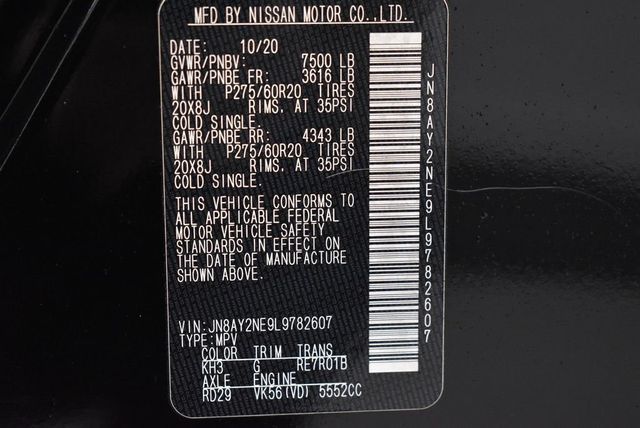 MFD BY NISSAN MOTOR CO.,LTD.
DATE: 10/20
GVWR/PNBV: 7500 LB
GAWR/PNBE FR: 3616 LB
WITH P275/60R20 TIRES
20X8J RIMS, AT 35PSI
COLD SINGLE.
GAWR/PNBE RR: 4343 LB
WITH P275/60R20 TIRES
20X8J RIMS, AT 35PSI
COLD SINGLE.
THIS VEHICLE CONFORMS TO
ALL APPLICABLE FEDERAL
MOTOR VEHICLE SAFETY
STANDARDS IN EFFECT ON
THE DATE OF MANUFACTURE
SHOWN ABOVE.
VIN:JN8AY2NE9L9782607
TYPE:MPV
COLOR TRIM TRANS
KH3 G RE7R01B
AXLE ENGINE
RD29 VK56(VD) 5552CC
JN8AY2NE9L9782607